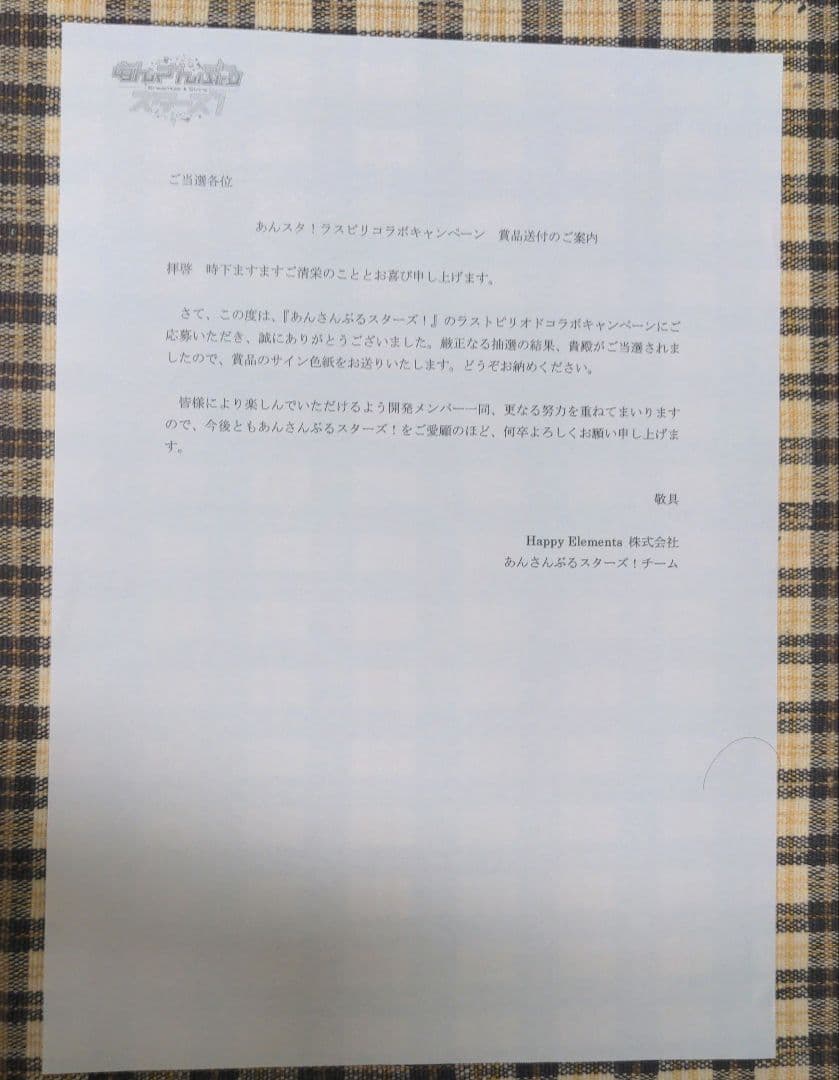 あんさんぶる
スターズ!
ご当選各位
あんスタ！ラスピリコラボキャンペーン　賞品送付のご案内
拝啓　時下ますますご清栄のこととお喜び申し上げます。
さて、この度は、『あんさんぶるスターズ！』のラストピリオドコラボキャンペーンにご
応募いただき、誠にありがとうございました。厳正なる抽選の結果、貴殿がご当選されま
したので、賞品のサイン色紙をお送りいたします。どうぞお納めください。
皆様により楽しんでいただけるよう開発メンバー一同、更なる努力を重ねてまいります
ので、今後ともあんさんぶるスターズ！をご愛顧のほど、何卒よろしくお願い申し上げま
す。
敬具
Happy Elements 株式会社
あんさんぶるスターズ！チーム